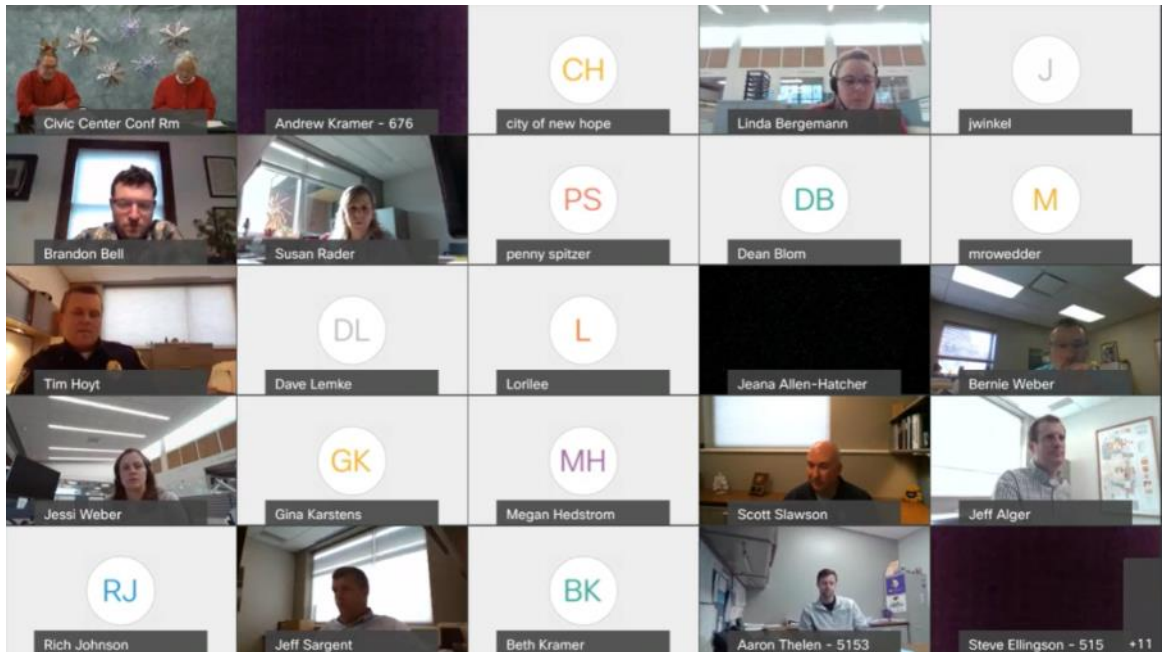 Civic Center Conf Rm
Andrew Kramer - 676
CH
city of new hope
Linda Bergemann
J
jwinkel
Brandon Bell
Susan Rader
PS
penny spitzer
DB
Dean Blom
M
mrowedder
Tim Hoyt
DL
Dave Lemke
L
Lorilee
Jeana Allen-Hatcher
Bernie Weber
Jessi Weber
GK
Gina Karstens
MH
Megan Hedstrom
Scott Slawson
Jeff Alger
RJ
Rich Johnson
Jeff Sargent
BK
Beth Kramer
Aaron Thelen - 5153
Steve Ellingson - 515
+11